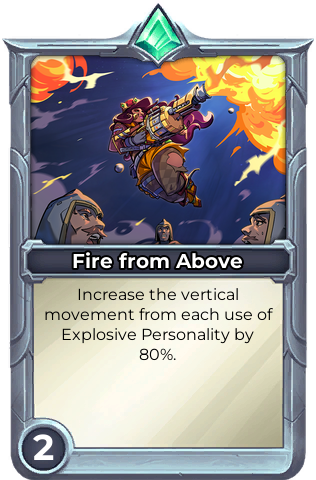 Fire from Above
Increase the vertical
movement from each use of
Explosive Personality by
80%.
2